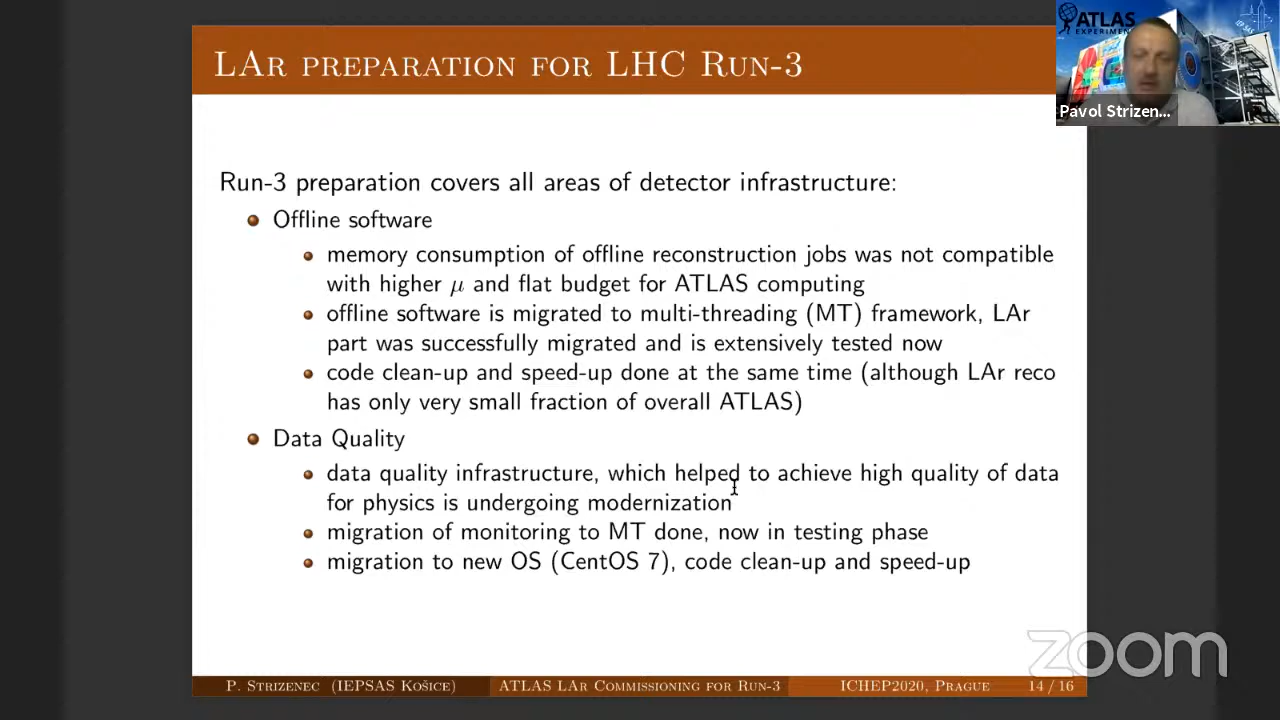 LAr preparation for LHC Run-3
ATLAS
EXPERIMENT
Pavol Strizen...
Run-3 preparation covers all areas of detector infrastructure:
Offline software
memory consumption of offline reconstruction jobs was not compatible
with higher μ and flat budget for ATLAS computing
offline software is migrated to multi-threading (MT) framework, LAr
part was successfully migrated and is extensively tested now
code clean-up and speed-up done at the same time (although LAr reco
has only very small fraction of overall ATLAS)
Data Quality
data quality infrastructure, which helped to achieve high quality of data
for physics is undergoing modernization
migration of monitoring to MT done, now in testing phase
migration to new OS (CentOS 7), code clean-up and speed-up
zoom
P. Strizenec (IEPSAS Košice) ATLAS LAr Commissioning for Run-3 ICHEP2020, Prague 14 / 16